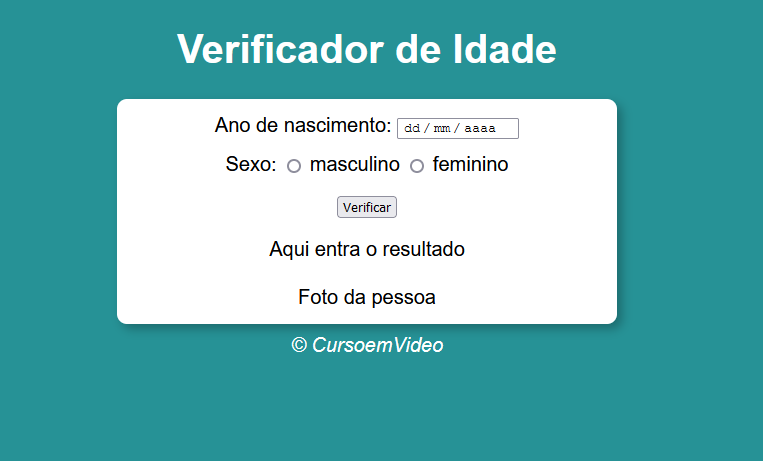 Verificador de Idade
Ano de nascimento: dd / mm / aaaa
Sexo: masculino feminino
Verificar
Aqui entra o resultado
Foto da pessoa
© CursoemVideo